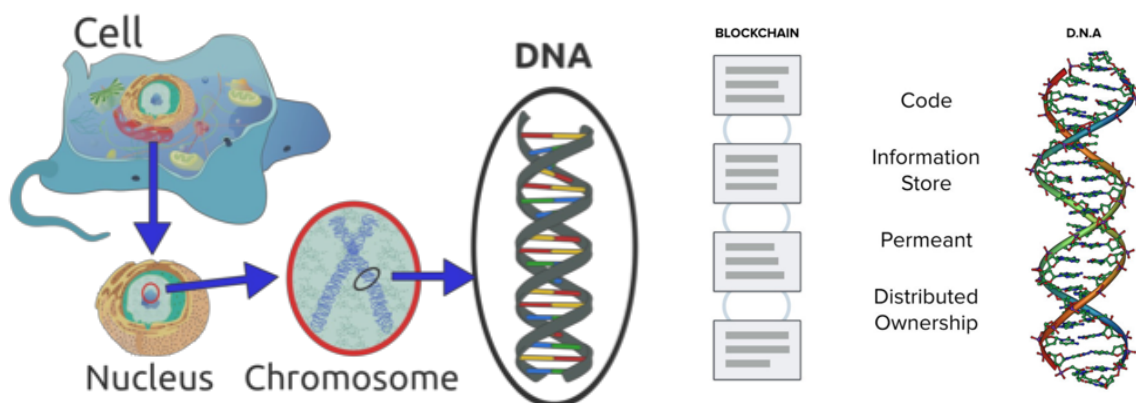 Cell
Nucleus
Chromosome
DNA
BLOCKCHAIN
Code
Information
Store
Permeant
Distributed
Ownership
D.N.A